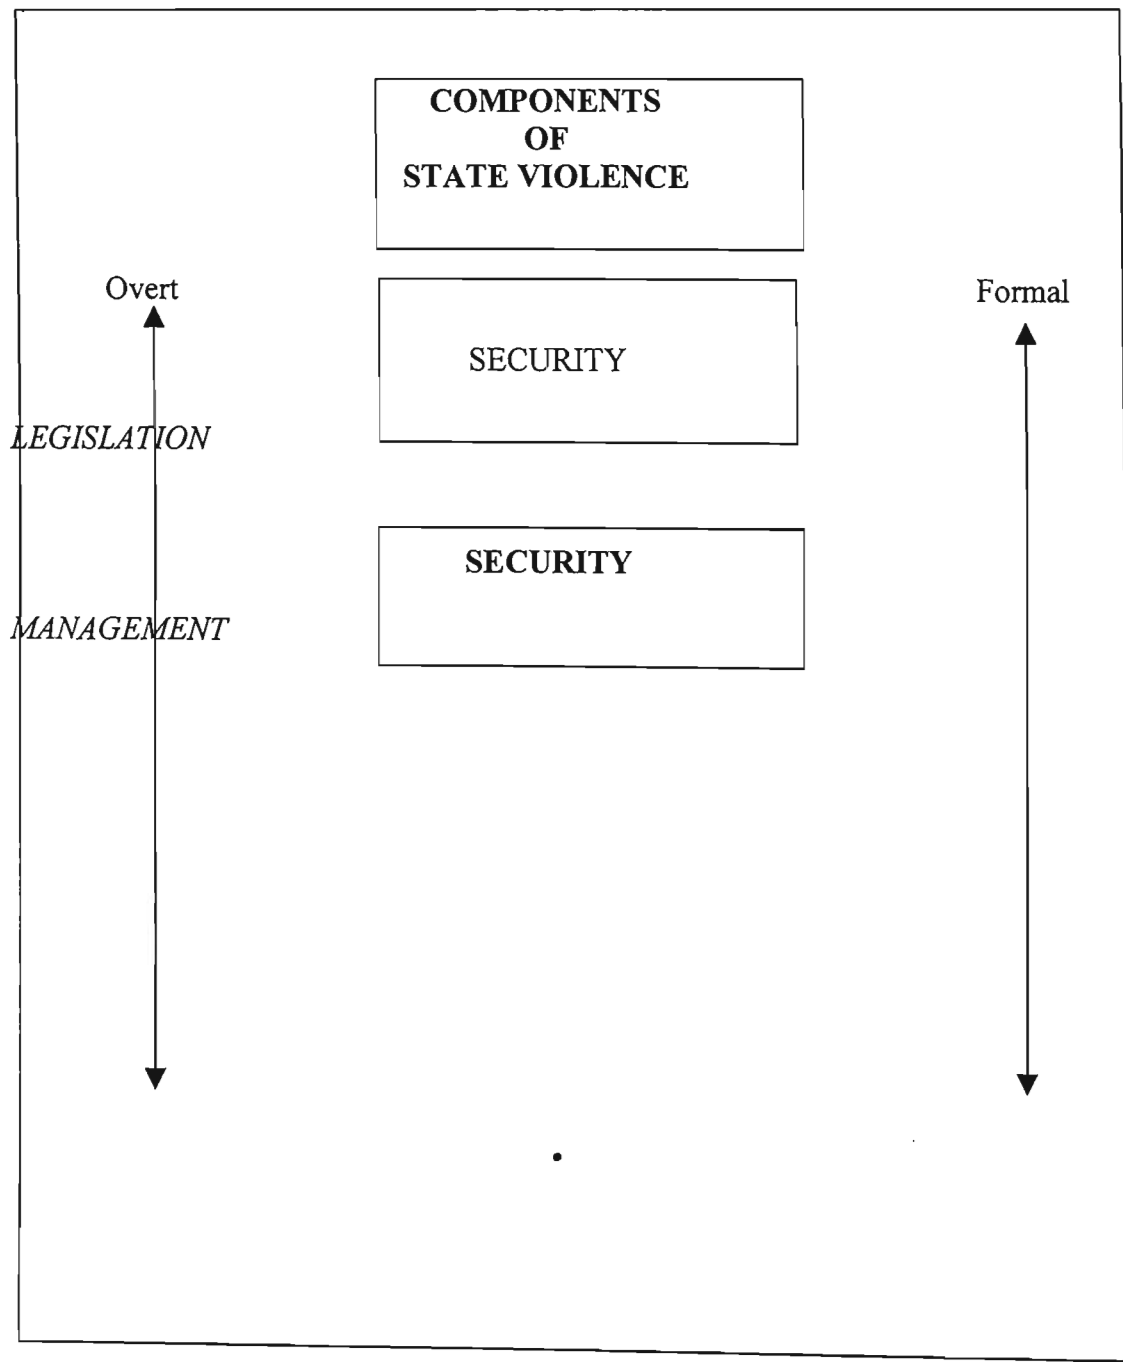 COMPONENTS
OF
STATE VIOLENCE
Overt
Formal
SECURITY
LEGISLATION
SECURITY
MANAGEMENT